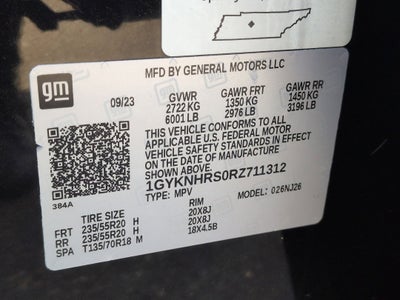 gm
MFD BY GENERAL MOTORS LLC
09/23 GVWR GAWR FRT GAWR RR
2722 KG 1350 KG 1450 KG
6001 LB 2976 LB 3196 LB
THIS VEHICLE CONFORMS TO ALL
APPLICABLE U.S. FEDERAL MOTOR
VEHICLE SAFETY STANDARDS IN
EFFECT ON THE DATE OF MANUFACTURE
SHOWN ABOVE.
1GYKNHRS0RZ711312
384A TYPE: MPV MODEL: 026NJ26
TIRE SIZE RIM
FRT 235/55R20 H 20X8J
RR 235/55R20 H 20X8J
SPA T135/70R18 M 18X4.5B